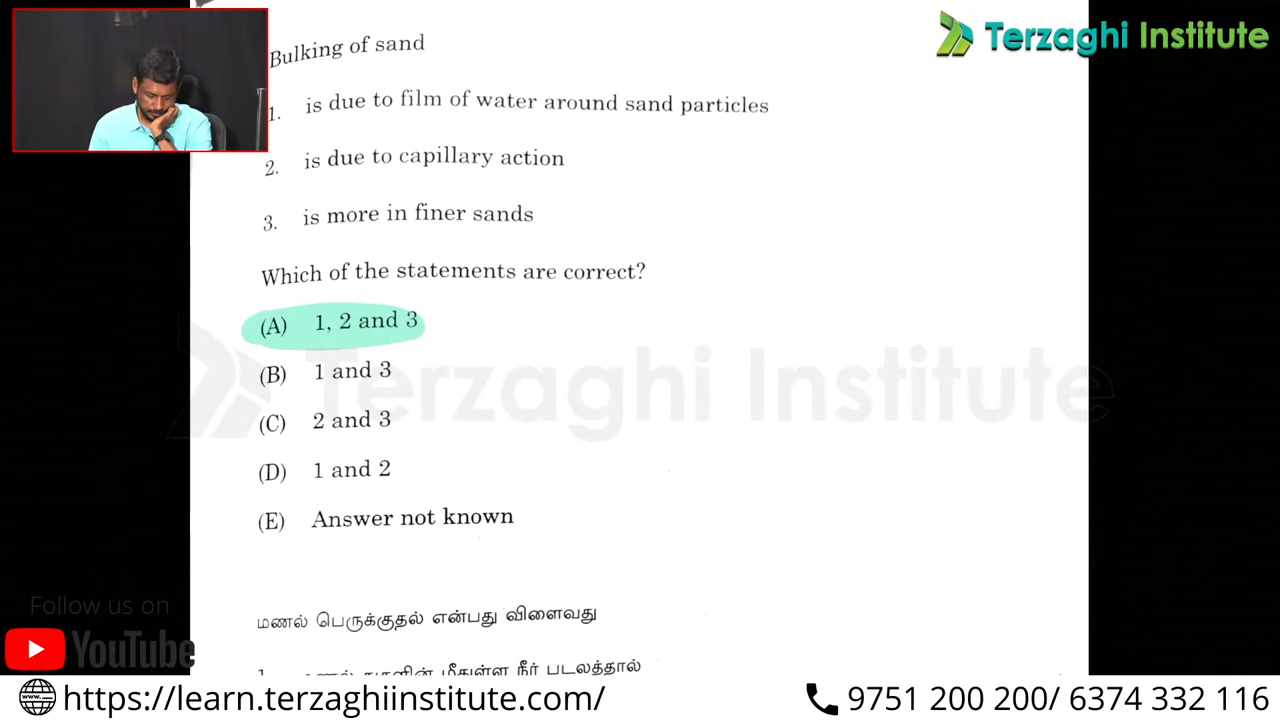 Terzaghi Institute
Bulking of sand
1. is due to film of water around sand particles
2. is due to capillary action
3. is more in finer sands
Which of the statements are correct?
(A) 1, 2 and 3
(B) 1 and 3
(C) 2 and 3
(D) 1 and 2
(E) Answer not known
Terzaghi Institute
மணல் பெருக்குதல் என்பது விளைவது
நீர் படலத்தால்
Follow us on
YouTube
https://learn.terzaghiinstitute.com/
9751 200 200/ 6374 332 116